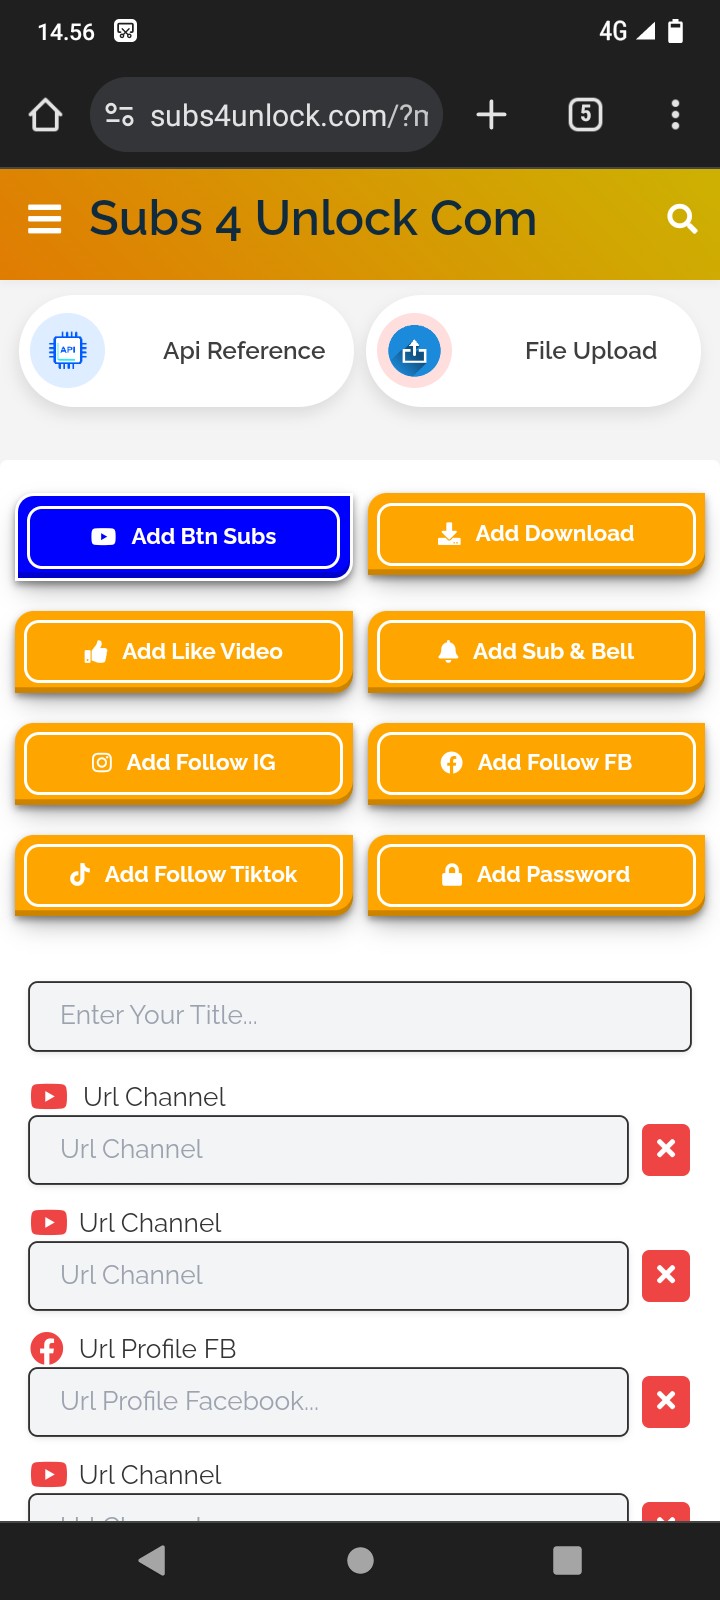 14.56 4G
subs4unlock.com/?m 5
Subs 4 Unlock Com
API Api Reference File Upload
Add Btn Subs Add Download
Add Like Video Add Sub & Bell
Add Follow IG Add Follow FB
Add Follow Tiktok Add Password
Enter Your Title...
Url Channel
Url Channel
Url Channel
Url Channel
Url Profile FB
Url Profile Facebook...
Url Channel